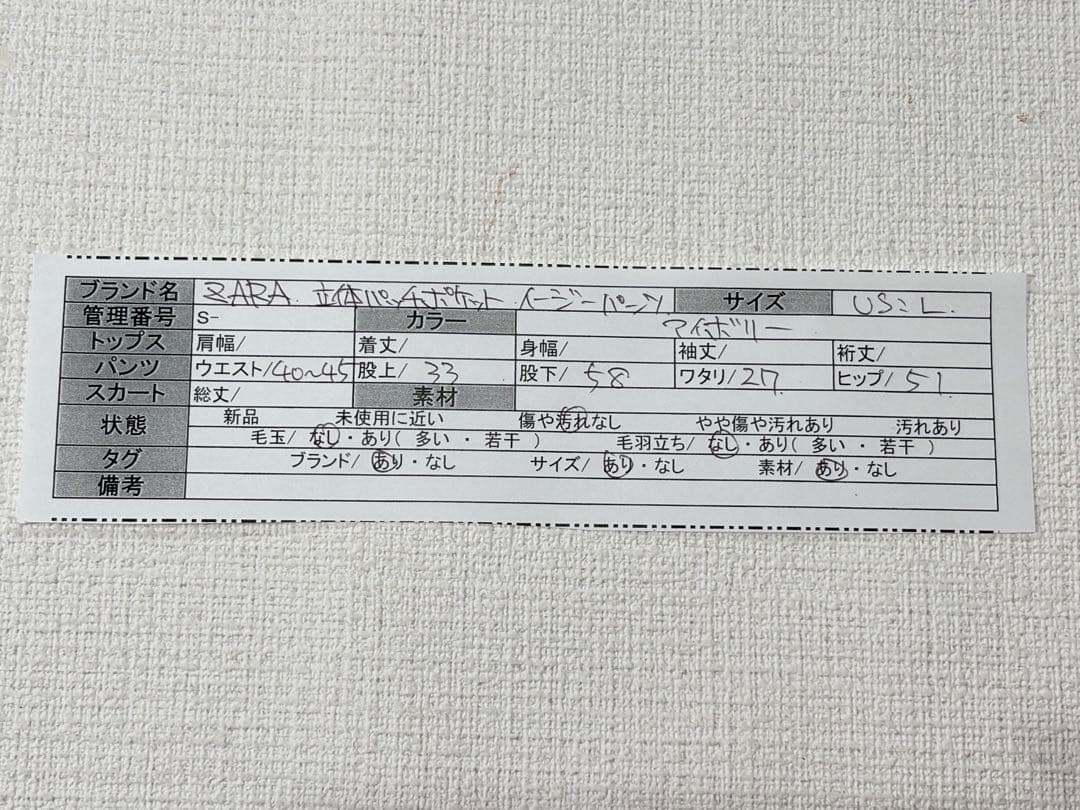 ブランド名 ZARA. 立体パッチポケット イージーパンツ サイズ US:L.
管理番号 S- カラー アイボリー
トップス 肩幅/ 着丈/ 身幅/ 袖丈/ 裄丈/
パンツ ウエスト/40~45 股上/ 33 股下/ 58 ワタリ/27 ヒップ/51
スカート 総丈/ 素材
状態 新品 未使用に近い 傷や汚れなし やや傷や汚れあり 汚れあり
毛玉/ なし・あり( 多い ・ 若干 ) 毛羽立ち/ なし・あり( 多い ・ 若干 )
タグ ブランド/ あり・なし サイズ/ あり・なし 素材/ あり・なし
備考